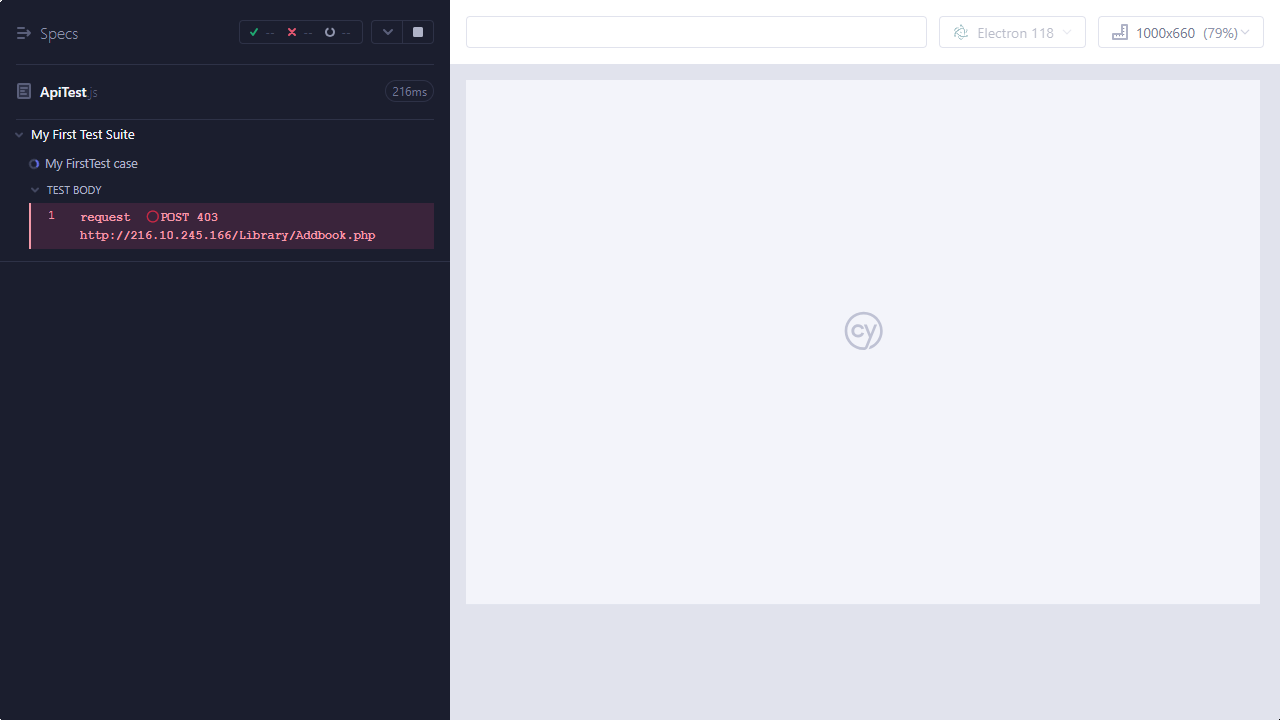 Specs
-- -- --
Electron 118
1000x660 (79%)
ApiTest.js
216ms
My First Test Suite
My FirstTest case
TEST BODY
1 request POST 403
http://216.10.245.166/Library/Addbook.php
cy